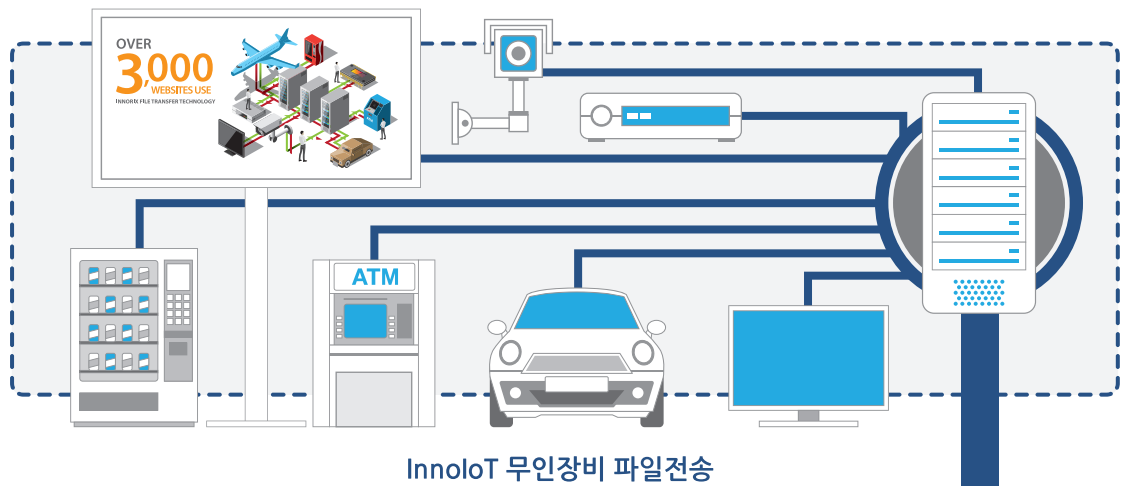 OVER
3,000
WEBSITES USE
INNORIX FILE TRANSFER TECHNOLOGY
ATM
InnoIoT 무인장비 파일전송